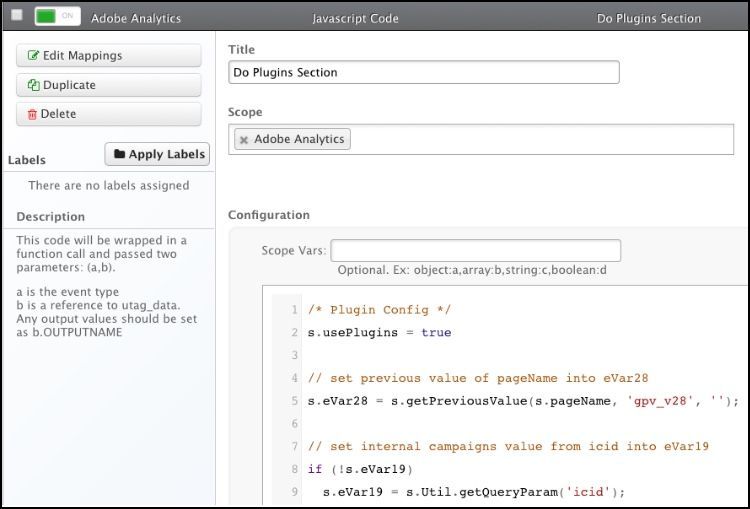 ON Adobe Analytics Javascript Code Do Plugins Section
Edit Mappings
Duplicate
Delete
Labels Apply Labels
There are no labels assigned
Description
This code will be wrapped in a
function call and passed two
parameters: (a,b).
a is the event type
b is a reference to utag_data.
Any output values should be set
as b.OUTPUTNAME
Title
Do Plugins Section
Scope
Adobe Analytics
Configuration
Scope Vars:
Optional. Ex: object:a,array:b,string:c,boolean:d
1 /* Plugin Config */
2 s.usePlugins = true
3
4 // set previous value of pageName into eVar28
5 s.eVar28 = s.getPreviousValue(s.pageName, 'gpv_v28', '');
6
7 // set internal campaigns value from icid into eVar19
8 if (!s.eVar19)
9 s.eVar19 = s.Util.getQueryParam('icid');